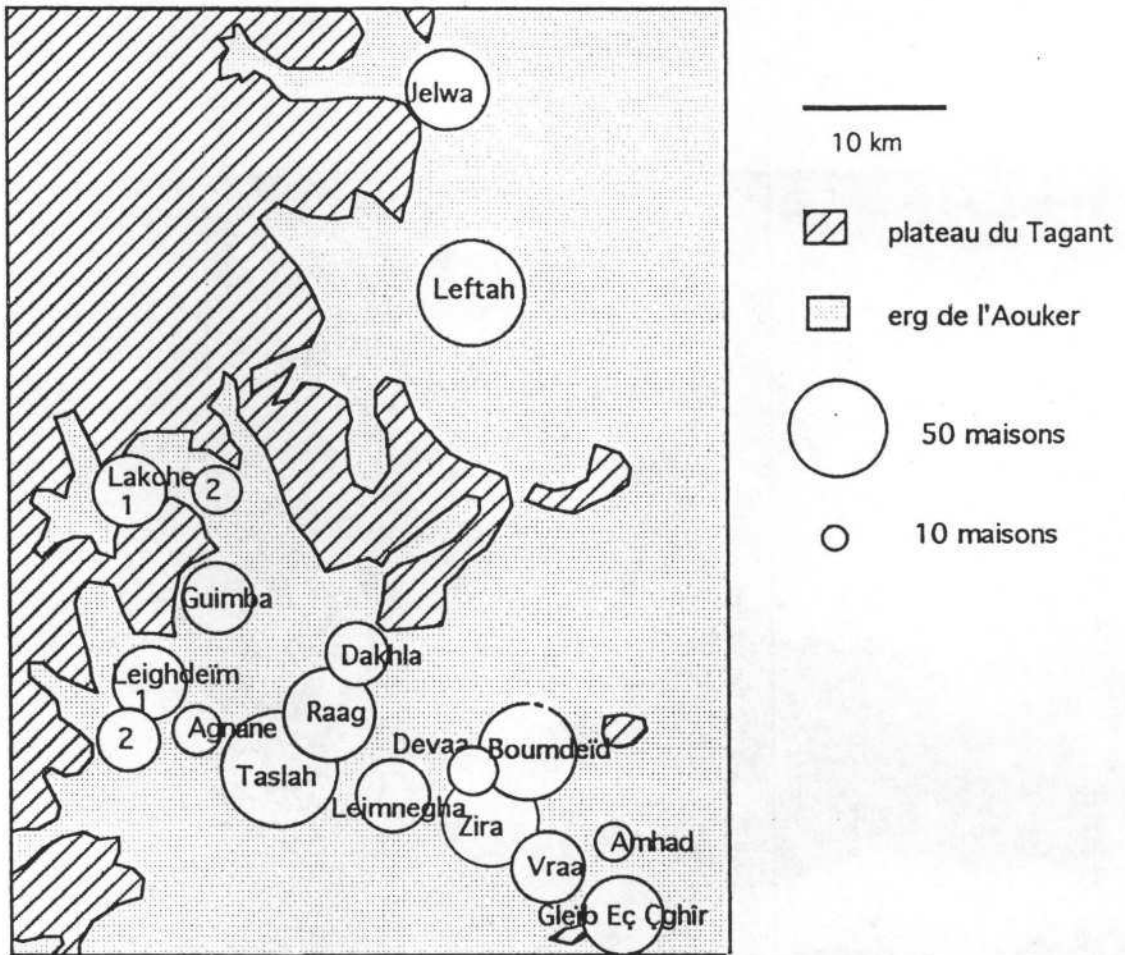 Jelwa
10 km
plateau du Tagant
Leftah
erg de l'Aouker
50 maisons
Lakche
1
2
10 maisons
Guimba
Dakhla
Leighdeïm
1
2
Agnane
Raag
Taslah
Devaa
Boumdeïd
Leimnegha
Zira
Amhad
Vraa
Gleïb Eç Çghîr